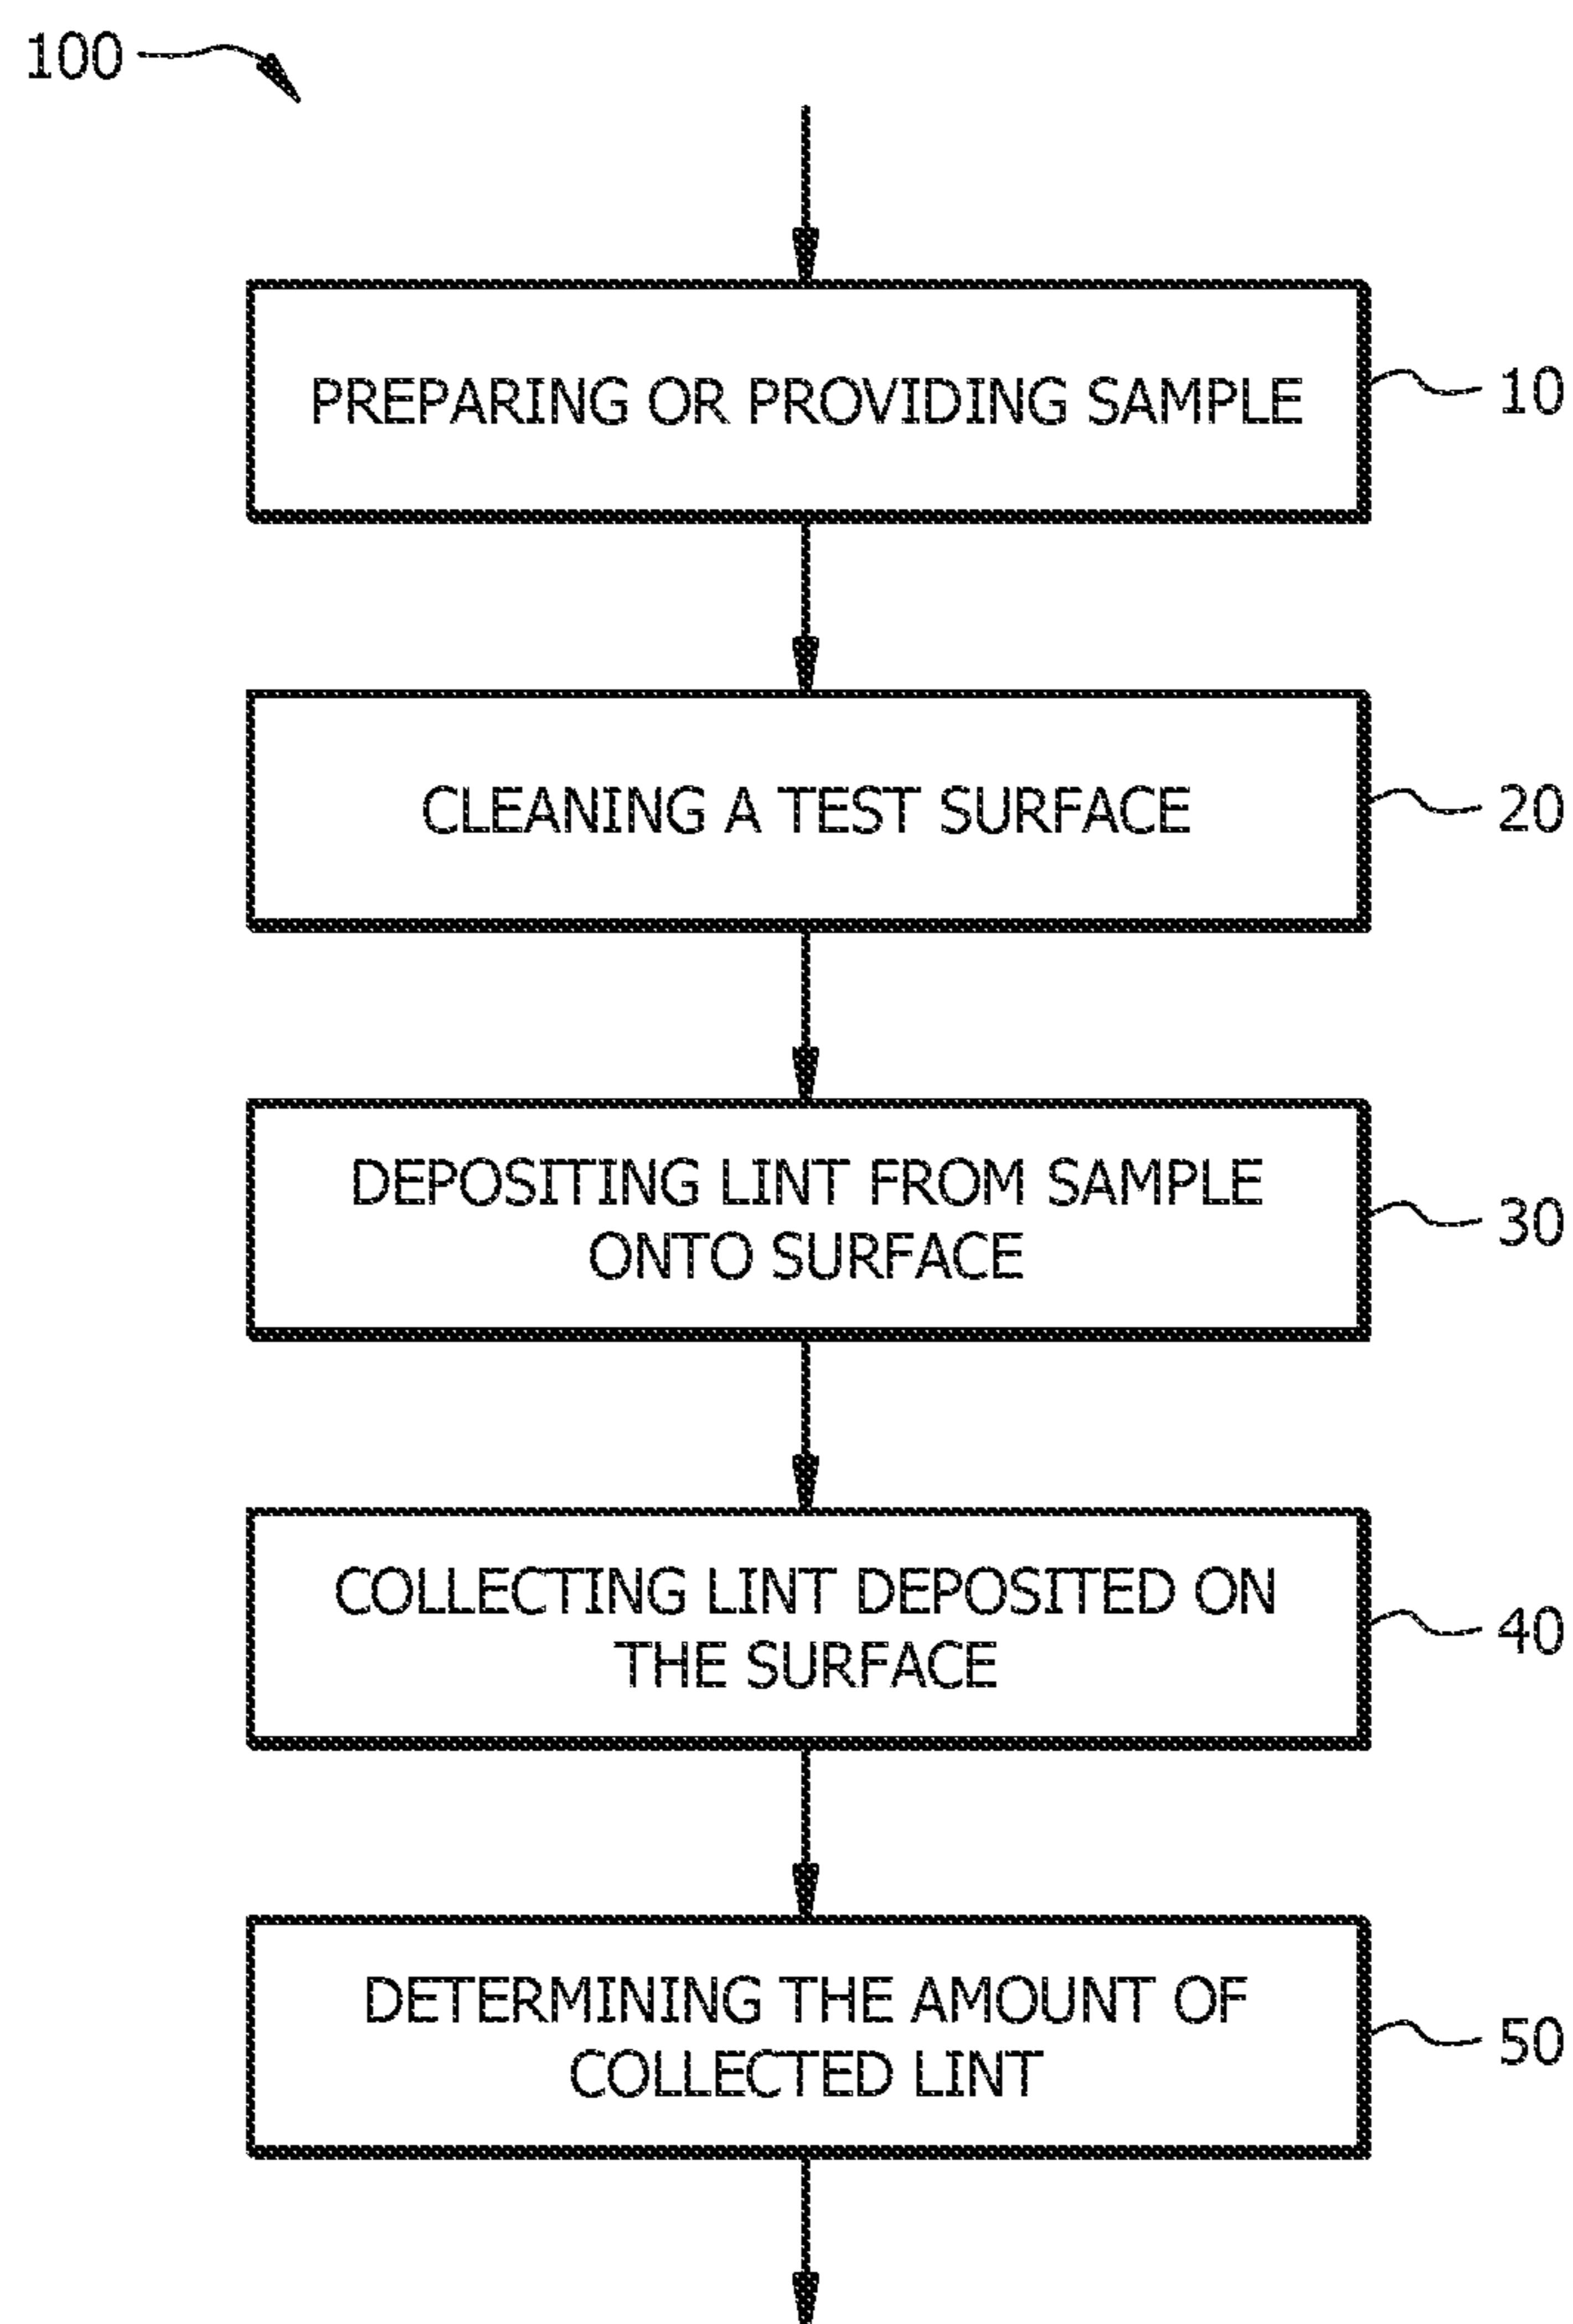 100
PREPARING OR PROVIDING SAMPLE
10
CLEANING A TEST SURFACE
20
DEPOSITING LINT FROM SAMPLE
ONTO SURFACE
30
COLLECTING LINT DEPOSITED ON
THE SURFACE
40
DETERMINING THE AMOUNT OF
COLLECTED LINT
50